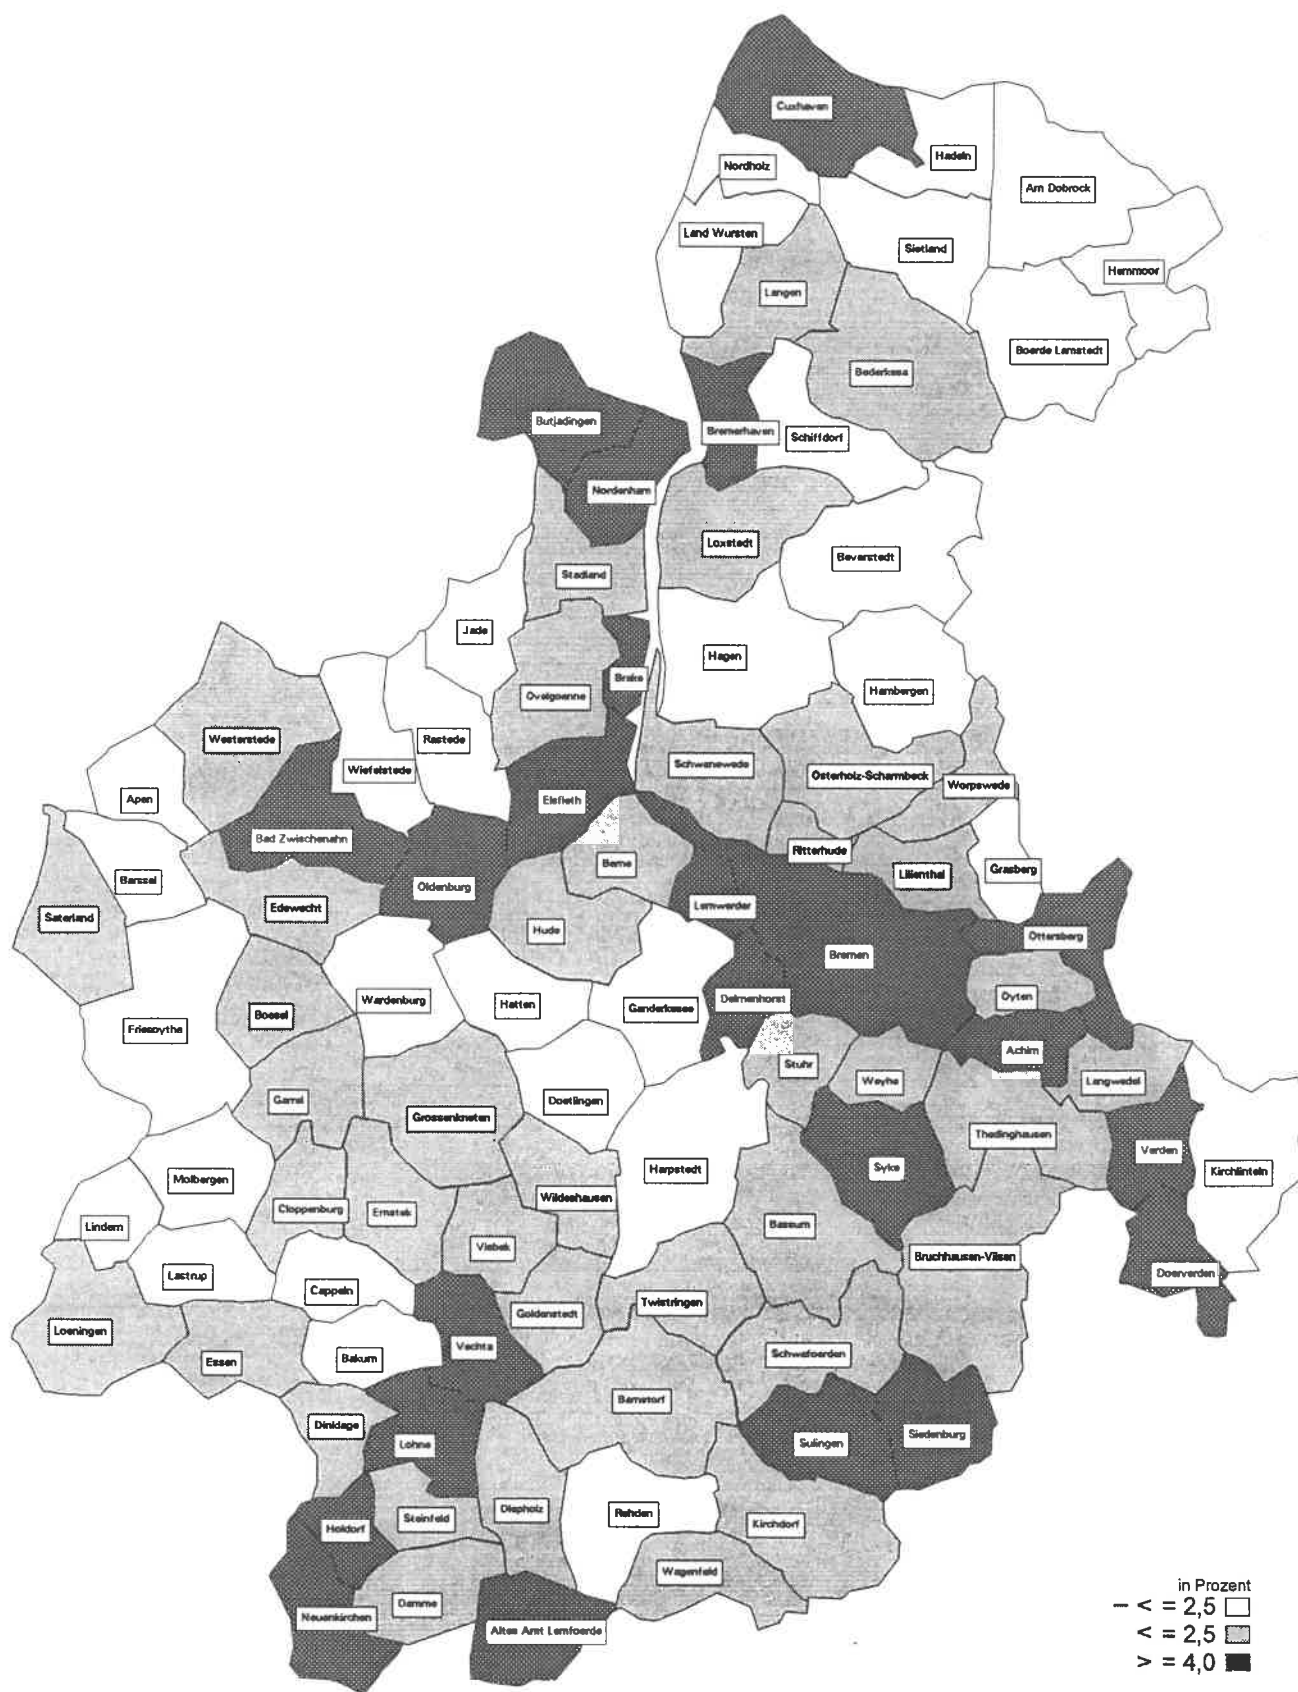 Cuxhaven
Hadeln
Nordholz
Am Dobrock
Land Wursten
Sietland
Hemmoor
Langen
Boerde Lamstedt
Bederkesa
Butjadingen
Bremerhaven
Schiffdorf
Nordenham
Loxstedt
Beverstedt
Stadland
Jade
Hagen
Brake
Hambergen
Ovelgoenne
Westerstede
Rastede
Schwanewede
Osterholz-Scharmbeck
Wiefelstede
Worpswede
Apen
Elsfleth
Bad Zwischenahn
Ritterhude
Berne
Grasberg
Lilienthal
Barssel
Oldenburg
Lemwerder
Edewecht
Saterland
Hude
Ottersberg
Bremen
Oyten
Delmenhorst
Wardenburg
Hatten
Ganderkesee
Boesel
Friesoythe
Achim
Stuhr
Weyhe
Langwedel
Garrel
Doetlingen
Grossenkneten
Thedinghausen
Verden
Harpstedt
Syke
Kirchlinteln
Molbergen
Wildeshausen
Cloppenburg
Emstek
Lindern
Bassum
Visbek
Bruchhausen-Vilsen
Lastrup
Doerverden
Cappeln
Twistringen
Goldenstedt
Loeningen
Vechta
Schwafoerden
Essen
Bakum
Barnstorf
Dinklage
Siedenburg
Lohne
Sulingen
Diepholz
Rehden
Steinfeld
Holdorf
Kirchdorf
Wagenfeld
Damme
Neuenkirchen
Altes Amt Lemfoerde
in Prozent
– < = 2,5
< = 2,5
> = 4,0